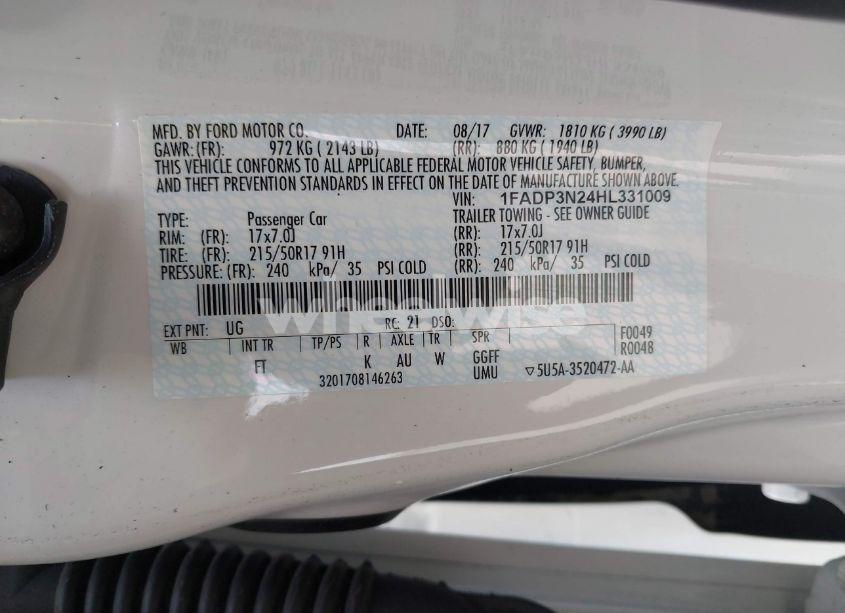 MFD. BY FORD MOTOR CO. DATE: 08/17 GVWR: 1810 KG ( 3990 LB)
GAWR:(FR): 972 KG ( 2143 LB) (RR): 880 KG ( 1940 LB)
THIS VEHICLE CONFORMS TO ALL APPLICABLE FEDERAL MOTOR VEHICLE SAFETY, BUMPER,
AND THEFT PREVENTION STANDARDS IN EFFECT ON THE DATE OF MANUFACTURE SHOWN ABOVE.
VIN: 1FADP3N24HL331009
TYPE: Passenger Car TRAILER TOWING - SEE OWNER GUIDE
RIM: (FR): 17x7.0J (RR): 17x7.0J
TIRE: (FR): 215/50R17 91H (RR): 215/50R17 91H
PRESSURE: (FR): 240 kPa/ 35 PSI COLD (RR): 240 kPa/ 35 PSI COLD
wheelwise
EXT PNT: UG RC: 21 DSO:
WB INT TR TP/PS R AXLE TR SPR F0049
FT K AU W GGFF R0048
3201708146263 UMU ▽5U5A-3520472-AA